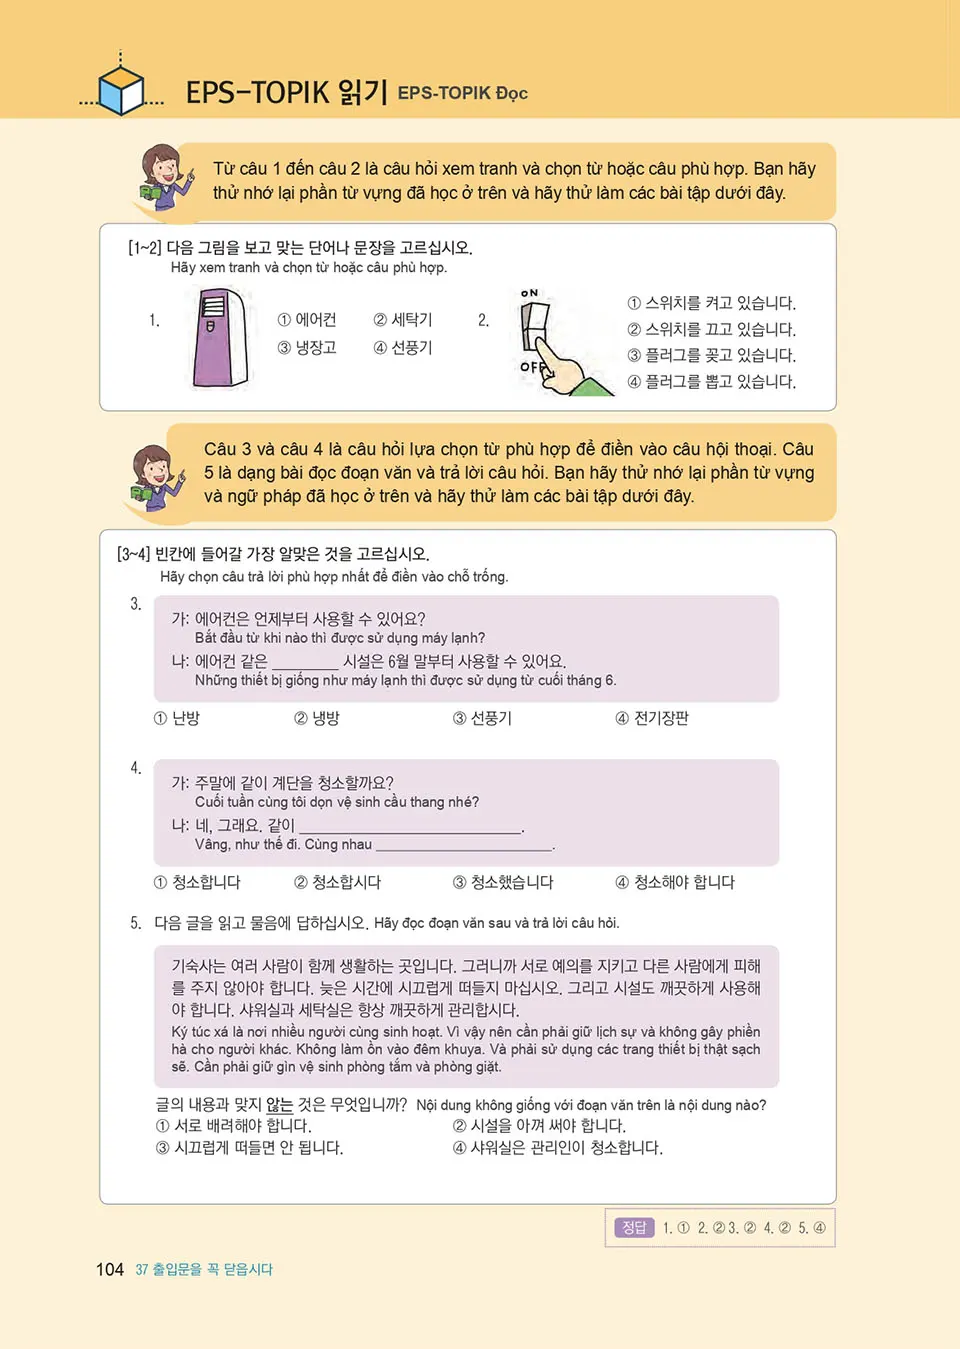 EPS-TOPIK 읽기 EPS-TOPIK Đọc
Từ câu 1 đến câu 2 là câu hỏi xem tranh và chọn từ hoặc câu phù hợp. Bạn hãy
thử nhớ lại phần từ vựng đã học ở trên và hãy thử làm các bài tập dưới đây.
[1~2] 다음 그림을 보고 맞는 단어나 문장을 고르십시오.
Hãy xem tranh và chọn từ hoặc câu phù hợp.
1.
① 에어컨 ② 세탁기
③ 냉장고 ④ 선풍기
2.
ON
OFF
① 스위치를 켜고 있습니다.
② 스위치를 끄고 있습니다.
③ 플러그를 꽂고 있습니다.
④ 플러그를 뽑고 있습니다.
Câu 3 và câu 4 là câu hỏi lựa chọn từ phù hợp để điền vào câu hội thoại. Câu
5 là dạng bài đọc đoạn văn và trả lời câu hỏi. Bạn hãy thử nhớ lại phần từ vựng
và ngữ pháp đã học ở trên và hãy thử làm các bài tập dưới đây.
[3~4] 빈칸에 들어갈 가장 알맞은 것을 고르십시오.
Hãy chọn câu trả lời phù hợp nhất để điền vào chỗ trống.
3.
가: 에어컨은 언제부터 사용할 수 있어요?
Bắt đầu từ khi nào thì được sử dụng máy lạnh?
나: 에어컨 같은 ________ 시설은 6월 말부터 사용할 수 있어요.
Những thiết bị giống như máy lạnh thì được sử dụng từ cuối tháng 6.
① 난방 ② 냉방 ③ 선풍기 ④ 전기장판
4.
가: 주말에 같이 계단을 청소할까요?
Cuối tuần cùng tôi dọn vệ sinh cầu thang nhé?
나: 네, 그래요. 같이 ___________________________.
Vâng, như thế đi. Cùng nhau ______________________.
① 청소합니다 ② 청소합시다 ③ 청소했습니다 ④ 청소해야 합니다
5. 다음 글을 읽고 물음에 답하십시오. Hãy đọc đoạn văn sau và trả lời câu hỏi.
기숙사는 여러 사람이 함께 생활하는 곳입니다. 그러니까 서로 예의를 지키고 다른 사람에게 피해
를 주지 않아야 합니다. 늦은 시간에 시끄럽게 떠들지 마십시오. 그리고 시설도 깨끗하게 사용해
야 합니다. 샤워실과 세탁실은 항상 깨끗하게 관리합시다.
Ký túc xá là nơi nhiều người cùng sinh hoạt. Vì vậy nên cần phải giữ lịch sự và không gây phiền
hà cho người khác. Không làm ồn vào đêm khuya. Và phải sử dụng các trang thiết bị thật sạch
sẽ. Cần phải giữ gìn vệ sinh phòng tắm và phòng giặt.
글의 내용과 맞지 않는 것은 무엇입니까? Nội dung không giống với đoạn văn trên là nội dung nào?
① 서로 배려해야 합니다. ② 시설을 아껴 써야 합니다.
③ 시끄럽게 떠들면 안 됩니다. ④ 샤워실은 관리인이 청소합니다.
정답 1. ① 2. ② 3. ② 4. ② 5. ④
104 37 출입문을 꼭 닫읍시다